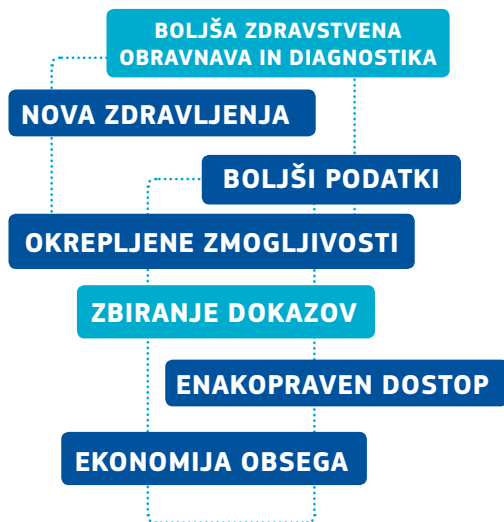 BOLJŠA ZDRAVSTVENA
OBRAVNAVA IN DIAGNOSTIKA
NOVA ZDRAVLJENJA
BOLJŠI PODATKI
OKREPLJENE ZMOGLJIVOSTI
ZBIRANJE DOKAZOV
ENAKOPRAVEN DOSTOP
EKONOMIJA OBSEGA